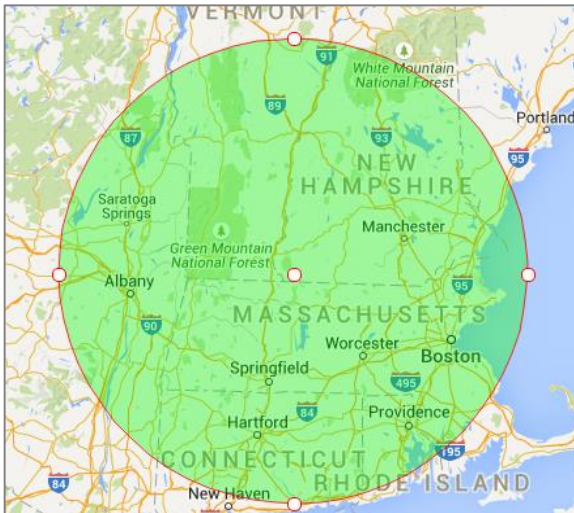 VERMONT
91
White Mountain
National Forest
89
87
93
Portland
95
NEW
HAMPSHIRE
Saratoga
Springs
Manchester
Green Mountain
National Forest
Albany
95
MASSACHUSETTS
90
Worcester
Boston
Springfield
495
84
Providence
Hartford
195
CONNECTICUT
84
RHODE ISLAND
New Haven